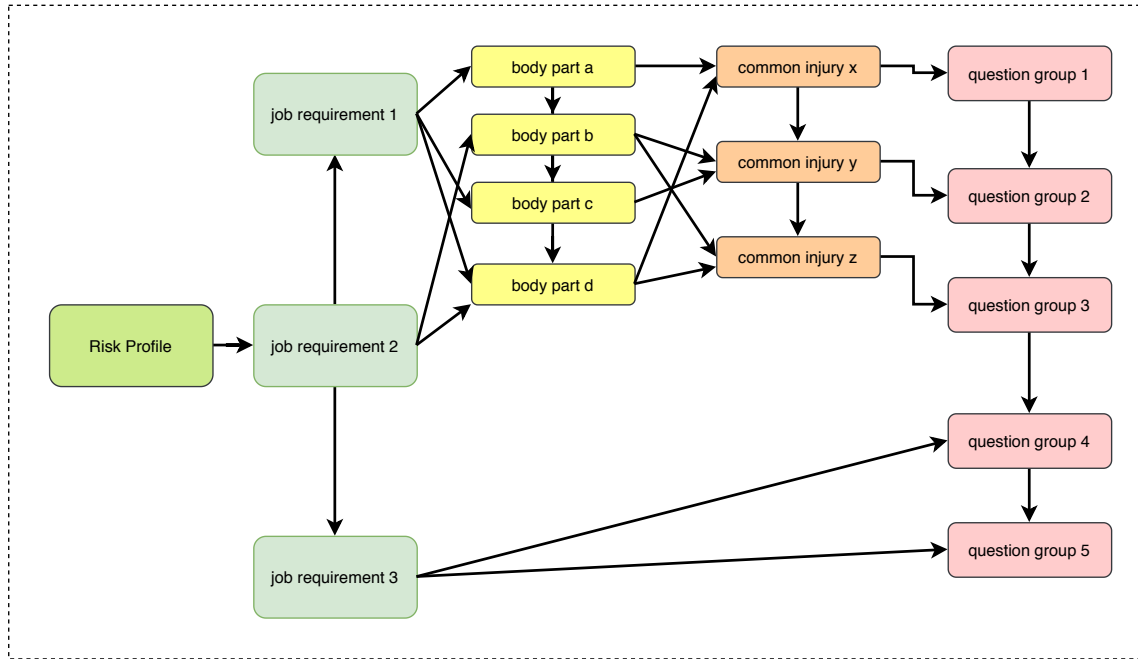 Risk Profile
job requirement 1
job requirement 2
job requirement 3
body part a
body part b
body part c
body part d
common injury x
common injury y
common injury z
question group 1
question group 2
question group 3
question group 4
question group 5